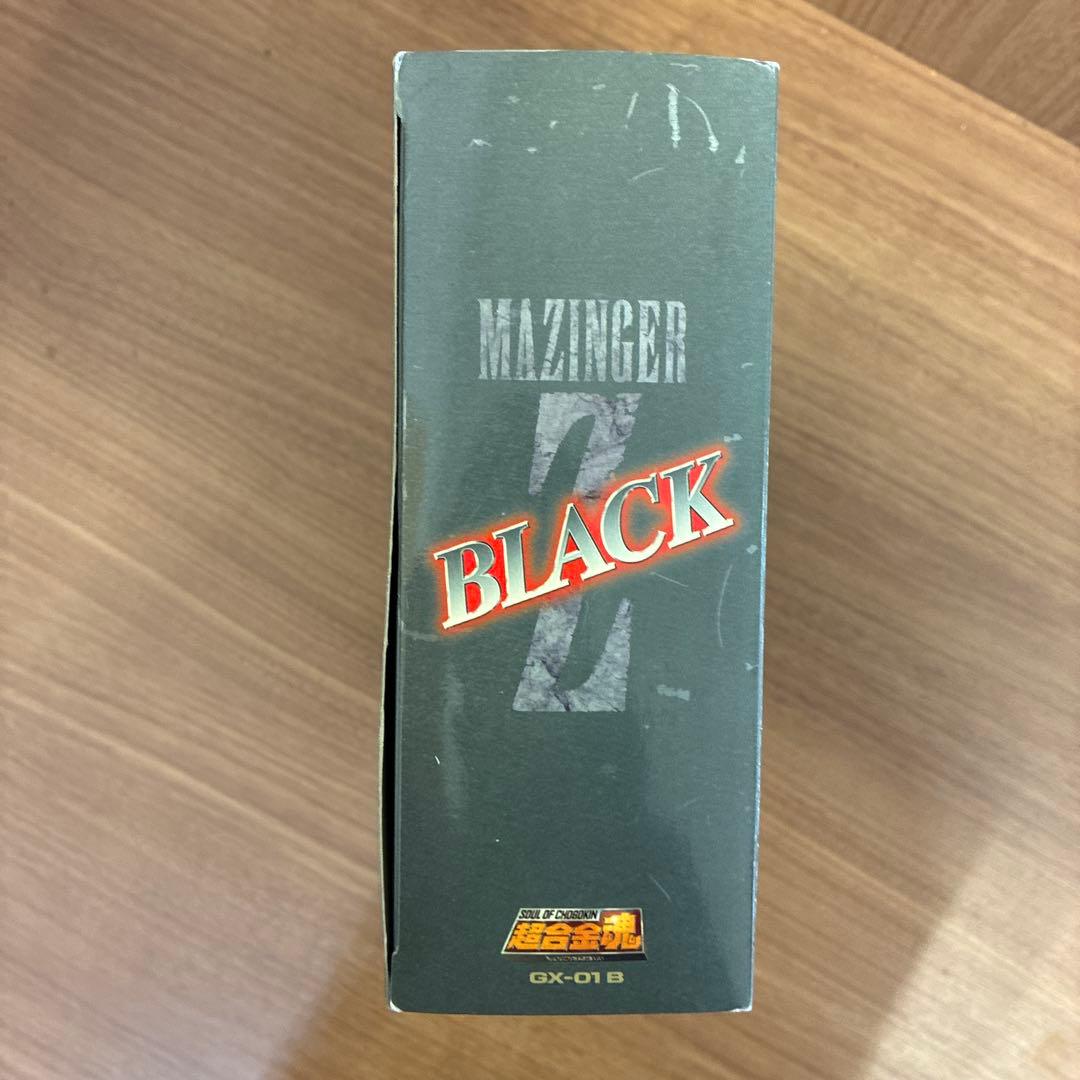 MAZINGER
Z
BLACK
SOUL OF CHOGOKIN
超合金魂
GX-01 B